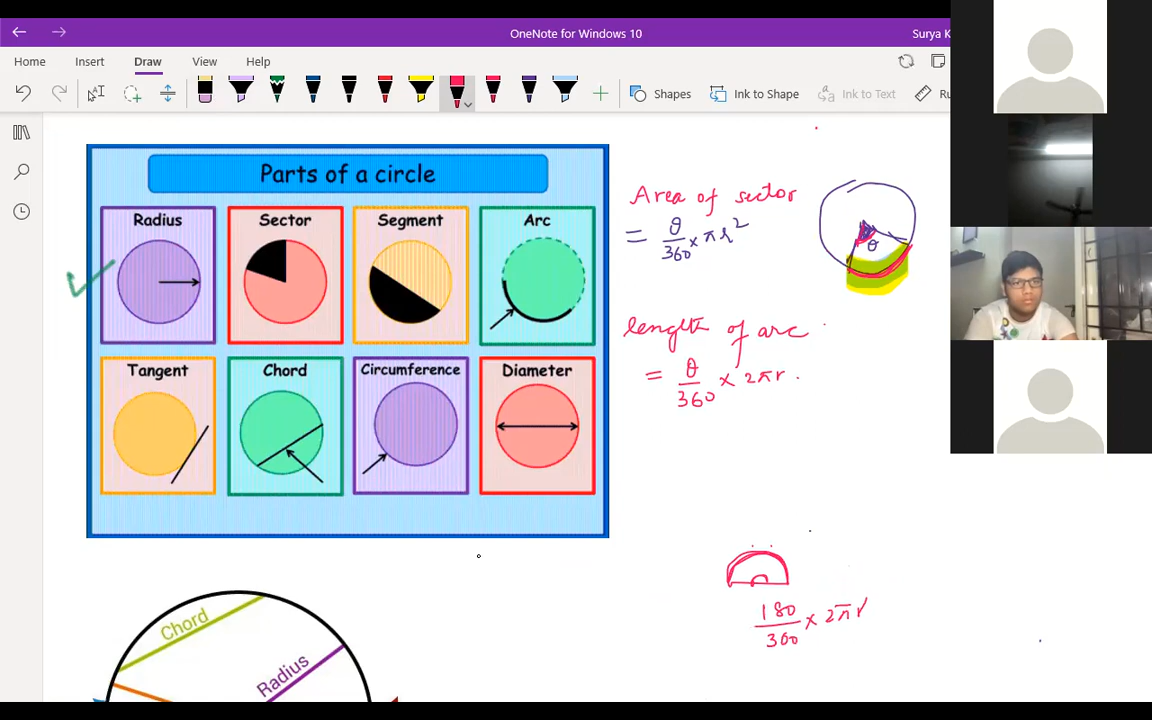 OneNote for Windows 10
Surya K
Home Insert Draw View Help
Shapes Ink to Shape Ink to Text Ru
Parts of a circle
Radius Sector Segment Arc
Tangent Chord Circumference Diameter
Area of sector
= θ/360 × πr²
θ
length of arc
= θ/360 × 2πr.
180/360 × 2πr
Chord
Radius